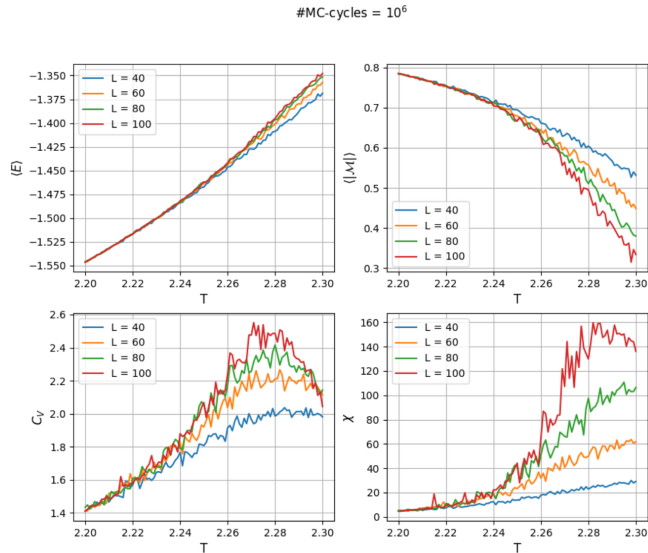 #MC-cycles = 10⁶
L = 40
L = 60
L = 80
L = 100
−1.350
−1.375
−1.400
−1.425
−1.450
−1.475
−1.500
−1.525
−1.550
⟨E⟩
2.20 2.22 2.24 2.26 2.28 2.30
T
0.8
0.7
0.6
0.5
0.4
0.3
⟨|ℳ|⟩
L = 40
L = 60
L = 80
L = 100
2.20 2.22 2.24 2.26 2.28 2.30
T
2.6
2.4
2.2
2.0
1.8
1.6
1.4
C_V
L = 40
L = 60
L = 80
L = 100
2.20 2.22 2.24 2.26 2.28 2.30
T
160
140
120
100
80
60
40
20
0
χ
L = 40
L = 60
L = 80
L = 100
2.20 2.22 2.24 2.26 2.28 2.30
T